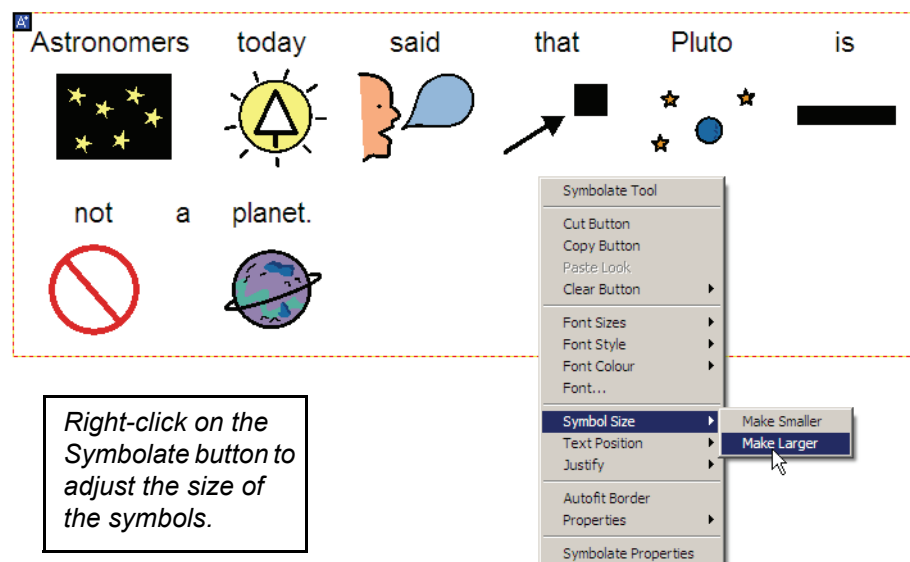 A+
Astronomers today said that Pluto is
not a planet.
Symbolate Tool
Cut Button
Copy Button
Paste Look
Clear Button
Font Sizes
Font Style
Font Colour
Font...
Symbol Size
Text Position
Justify
Autofit Border
Properties
Symbolate Properties
Make Smaller
Make Larger
Right-click on the
Symbolate button to
adjust the size of
the symbols.